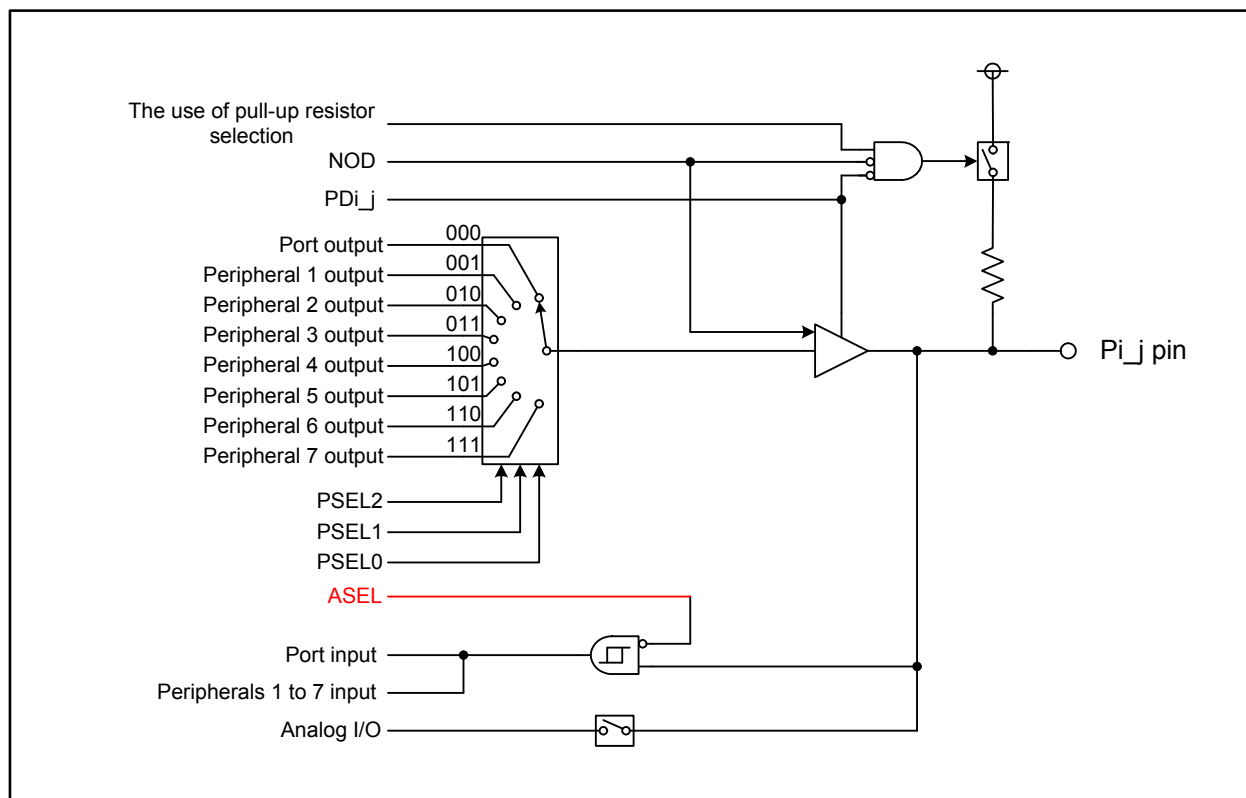 The use of pull-up resistor
selection
NOD
PDi_j
Port output
000
Peripheral 1 output
001
Peripheral 2 output
010
Peripheral 3 output
011
Peripheral 4 output
100
Peripheral 5 output
101
Peripheral 6 output
110
Peripheral 7 output
111
Pi_j pin
PSEL2
PSEL1
PSEL0
ASEL
Port input
Peripherals 1 to 7 input
Analog I/O